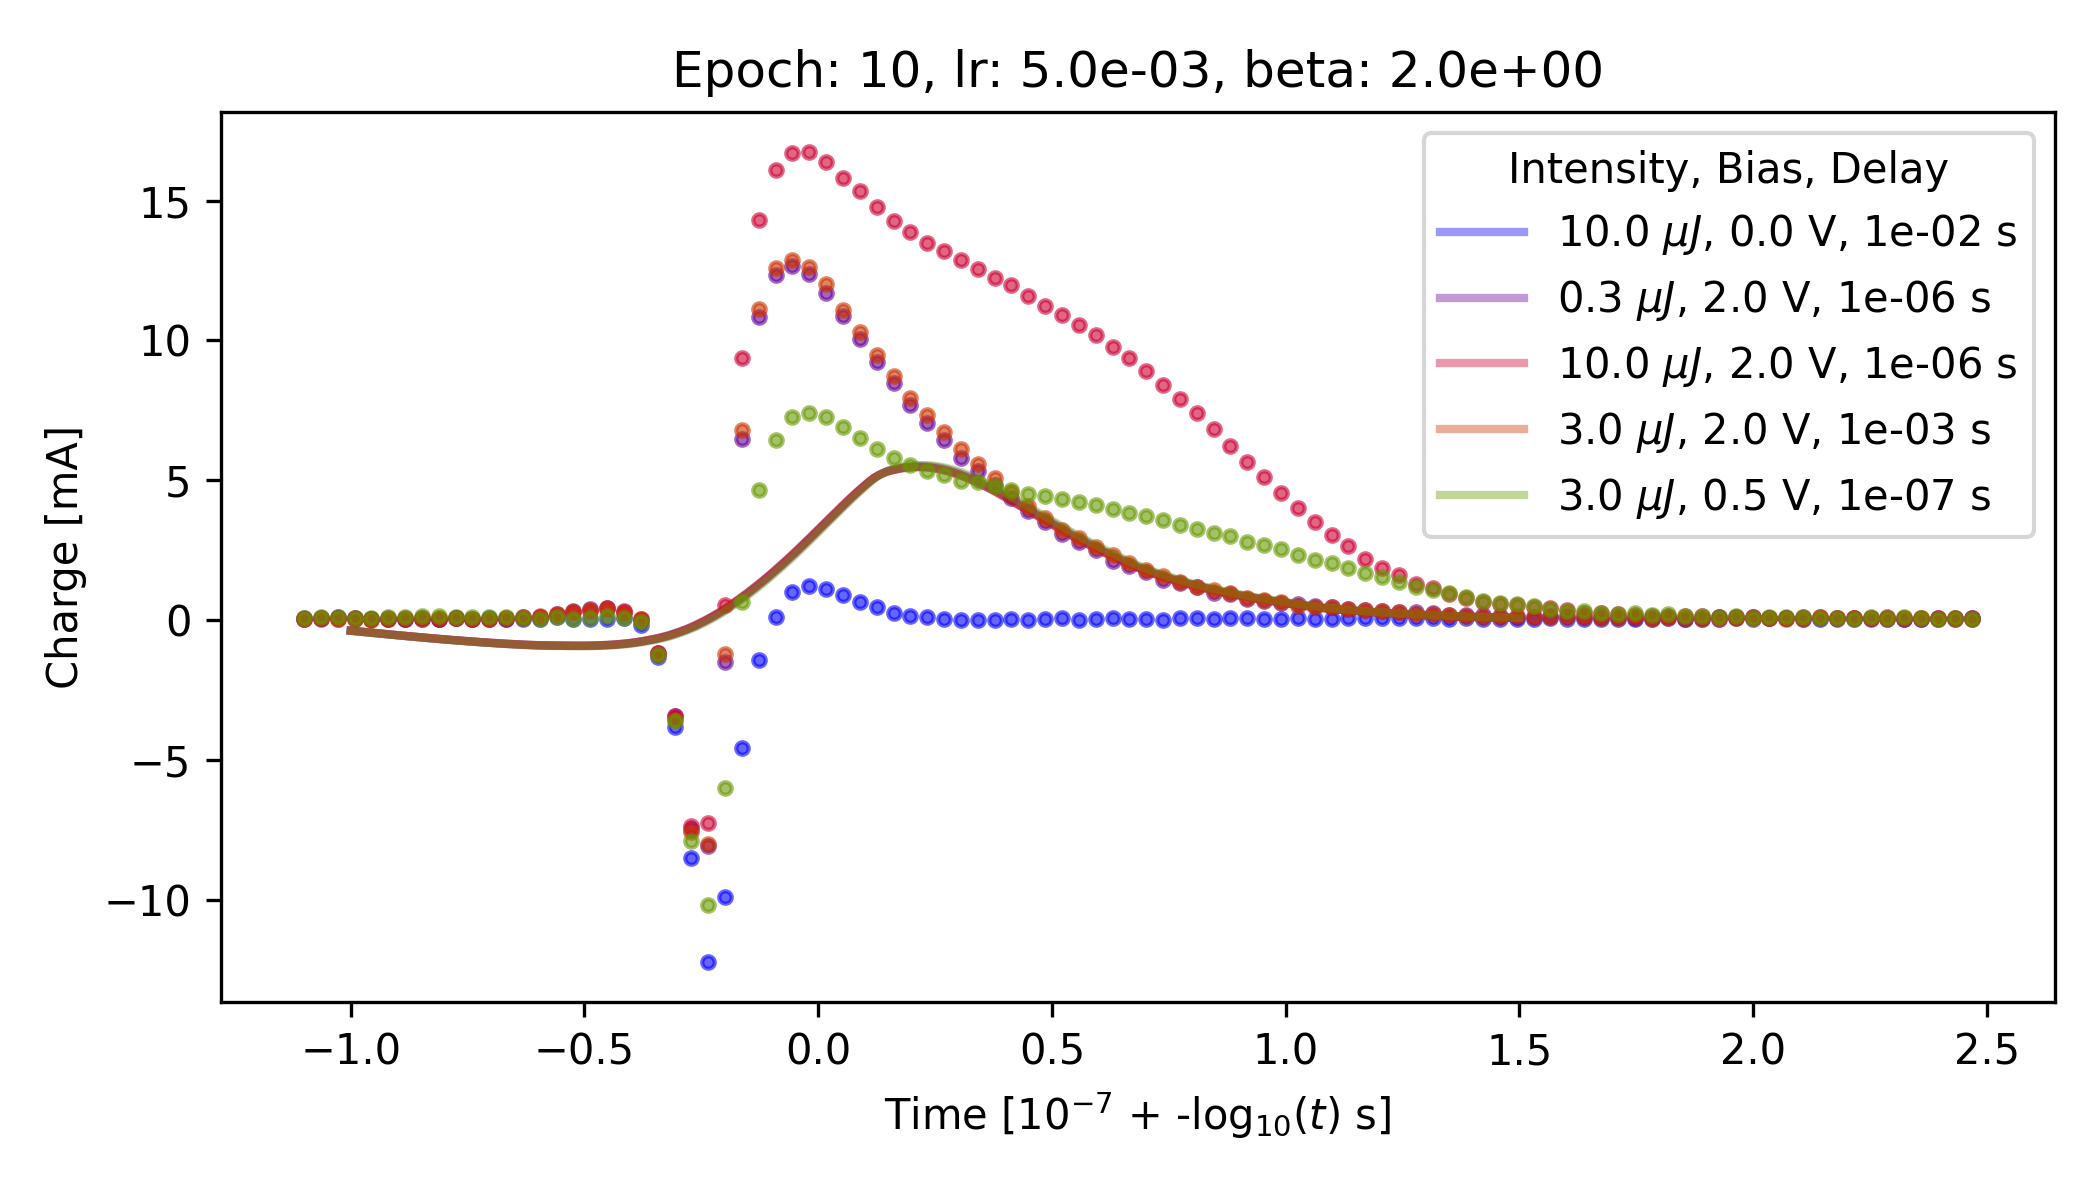 Epoch: 10, lr: 5.0e-03, beta: 2.0e+00
Charge [mA]
15
10
5
0
−5
−10
Intensity, Bias, Delay
10.0 μJ, 0.0 V, 1e-02 s
0.3 μJ, 2.0 V, 1e-06 s
10.0 μJ, 2.0 V, 1e-06 s
3.0 μJ, 2.0 V, 1e-03 s
3.0 μJ, 0.5 V, 1e-07 s
−1.0 −0.5 0.0 0.5 1.0 1.5 2.0 2.5
Time [10⁻⁷ + -log₁₀(t) s]